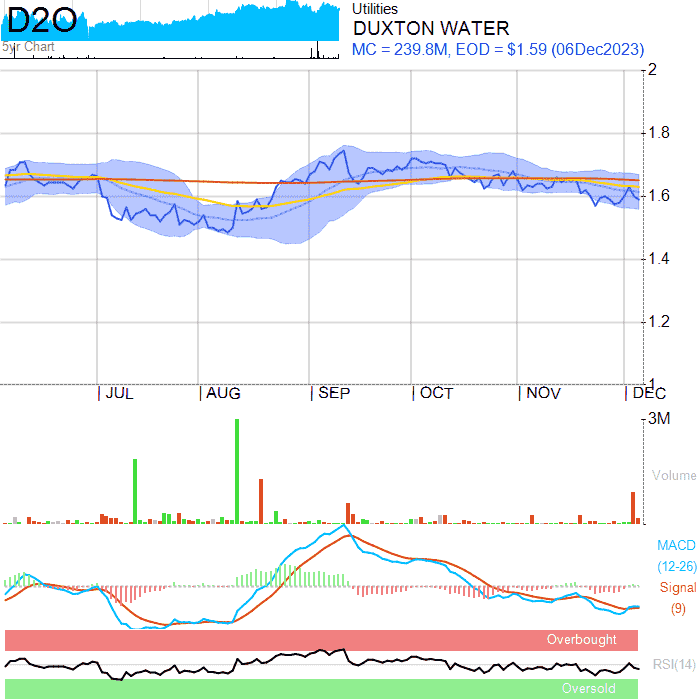 D2O
5yr Chart
Utilities
DUXTON WATER
MC = 239.8M, EOD = $1.59 (06Dec2023)
2
1.8
1.6
1.4
1.2
1
JUL AUG SEP OCT NOV DEC
3M
Volume
MACD
(12-26)
Signal
(9)
Overbought
RSI(14)
Oversold